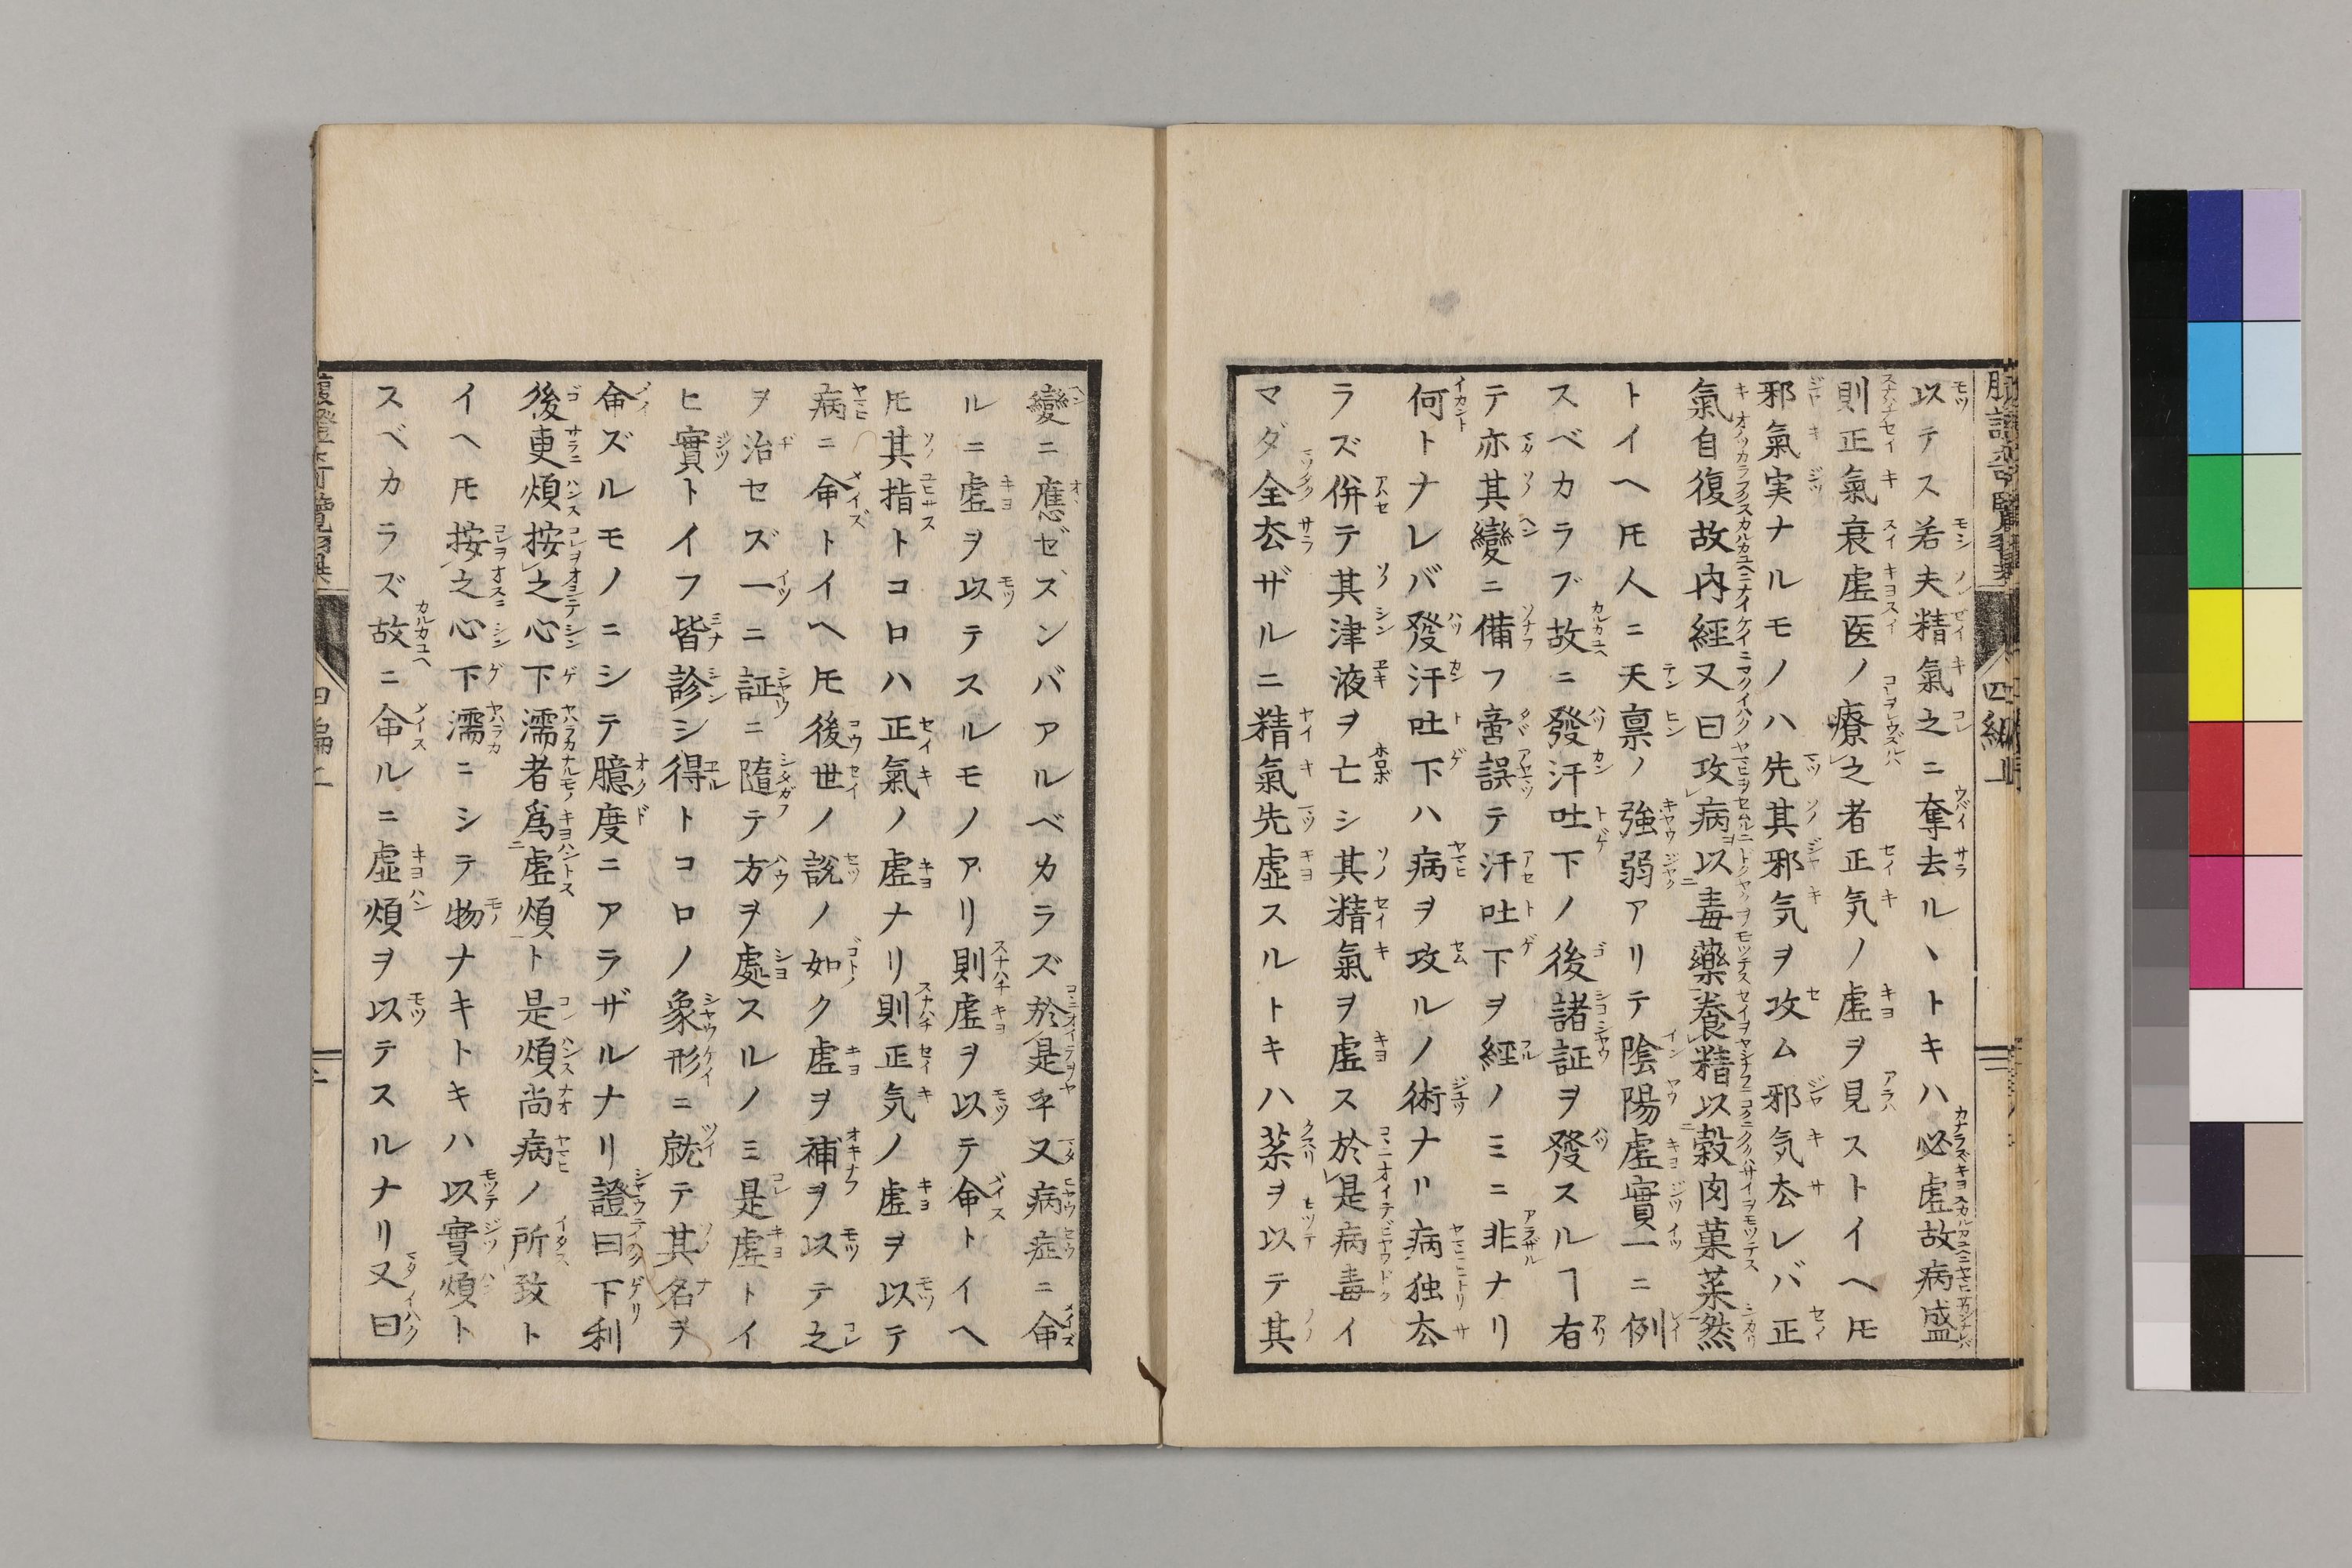 以テス若夫精氣之ニ奪去ル丶トキハ必虚故病盛
則正氣衰虚医ノ療之者正気ノ虚ヲ見ストイヘ𪜈
邪氣実ナルモノハ先其邪気ヲ攻ム邪気厺レバ正
氣自復故內經又曰攻病以毒藥養精以穀肉菓菜然
トイヘ𪜈人ニ天禀ノ強弱アリテ陰陽虚實一ニ例
スベカラブ故ニ發汗吐下ノ後諸証ヲ發スルヿ有
テ亦其變ニ備フ啻誤テ汗吐下ヲ經ノミニ非ナリ
何トナレバ發汗吐下ハ病ヲ攻ルノ術ナリ病独厺
ラズ併テ其津液ヲ亡シ其精氣ヲ虚ス於是病毒イ
マダ全厺ザルニ精氣先虚スルトキハ薬ヲ以テ其
變ニ應ゼズンバアルベカラズ於是乎又病症ニ命
ルニ虚ヲ以テスルモノアリ則虚ヲ以テ命トイヘ
𪜈其指トコロハ正氣ノ虚ナリ則正気ノ虚ヲ以テ
病ニ命トイヘ𪜈後世ノ説ノ如ク虚ヲ補ヲ以テ之
ヲ治セズ一ニ証ニ隨テ方ヲ處スルノミ是虚トイ
ヒ實トイフ皆診シ得トコロノ象形ニ就テ其名ヲ
命ズルモノニシテ臆度ニアラザルナリ證曰下利
後更煩按之心下濡者爲虚煩ト是煩尚病ノ所致ト
イヘ𪜈按之心下濡ニシテ物ナキトキハ以實煩ト
スベカラズ故ニ命ルニ虚煩ヲ以テスルナリ又曰